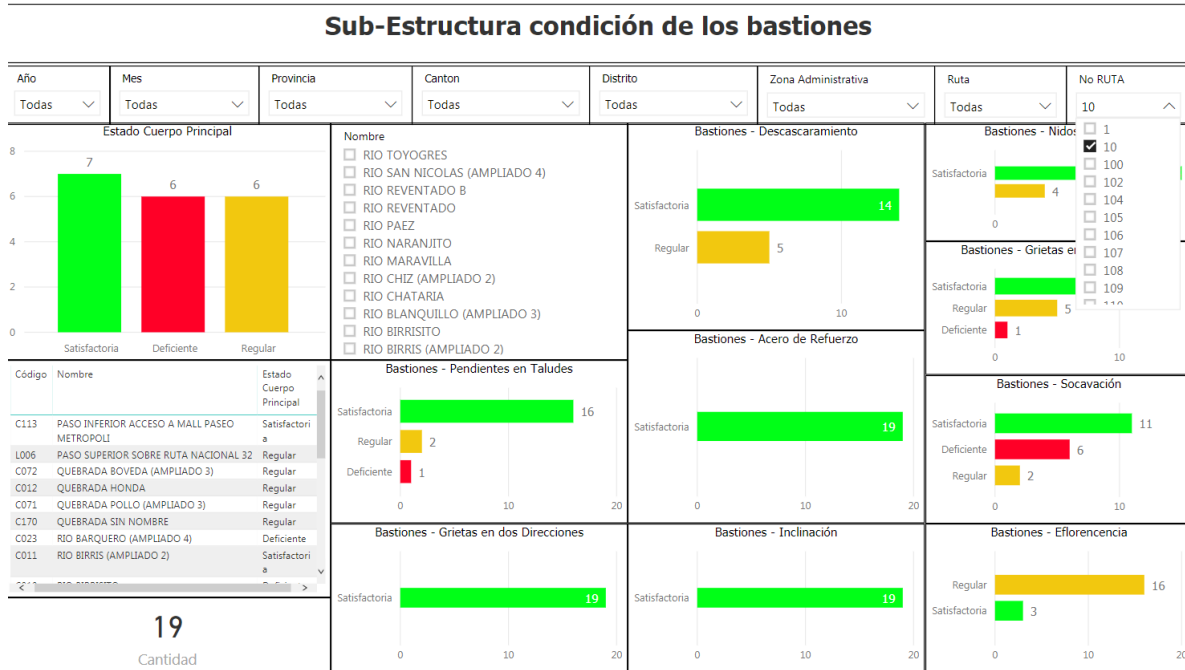 Sub-Estructura condición de los bastiones
Año
Mes
Provincia
Canton
Distrito
Zona Administrativa
Ruta
No RUTA
Todas
Todas
Todas
Todas
Todas
Todas
Todas
10
1
10
100
102
104
105
106
107
108
109
110
Estado Cuerpo Principal
8
6
4
2
0
7
6
6
Satisfactoria
Deficiente
Regular
Nombre
RIO TOYOGRES
RIO SAN NICOLAS (AMPLIADO 4)
RIO REVENTADO B
RIO REVENTADO
RIO PAEZ
RIO NARANJITO
RIO MARAVILLA
RIO CHIZ (AMPLIADO 2)
RIO CHATARIA
RIO BLANQUILLO (AMPLIADO 3)
RIO BIRRISITO
RIO BIRRIS (AMPLIADO 2)
Bastiones - Descascaramiento
Satisfactoria
14
Regular
5
0
10
Bastiones - Nidos
Satisfactoria
4
0
Bastiones - Grietas en
Satisfactoria
Regular
5
Deficiente
1
0
10
Código
Nombre
Estado
Cuerpo
Principal
C113
PASO INFERIOR ACCESO A MALL PASEO
METROPOLI
Satisfactori
a
L006
PASO SUPERIOR SOBRE RUTA NACIONAL 32
Regular
C072
QUEBRADA BOVEDA (AMPLIADO 3)
Regular
C012
QUEBRADA HONDA
Regular
C071
QUEBRADA POLLO (AMPLIADO 3)
Regular
C170
QUEBRADA SIN NOMBRE
Regular
C023
RIO BARQUERO (AMPLIADO 4)
Deficiente
C011
RIO BIRRIS (AMPLIADO 2)
Satisfactori
a
19
Cantidad
Bastiones - Pendientes en Taludes
Satisfactoria
16
Regular
2
Deficiente
1
0
10
20
Bastiones - Acero de Refuerzo
Satisfactoria
19
0
10
20
Bastiones - Socavación
Satisfactoria
11
Deficiente
6
Regular
2
0
10
Bastiones - Grietas en dos Direcciones
Satisfactoria
19
0
10
20
Bastiones - Inclinación
Satisfactoria
19
0
10
20
Bastiones - Eflorencencia
Regular
16
Satisfactoria
3
0
10
20